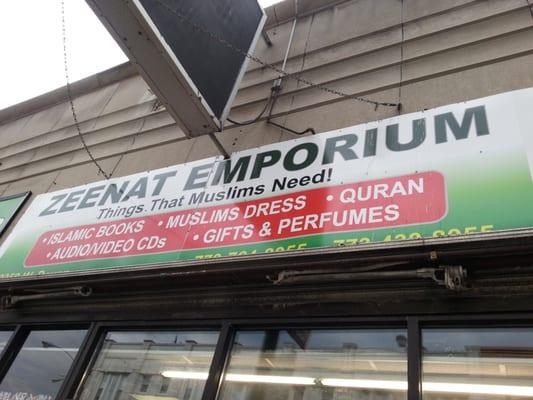 ZEENAT EMPORIUM
Things That Muslims Need!
• ISLAMIC BOOKS • MUSLIMS DRESS • QURAN
• AUDIO/VIDEO CDs • GIFTS & PERFUMES